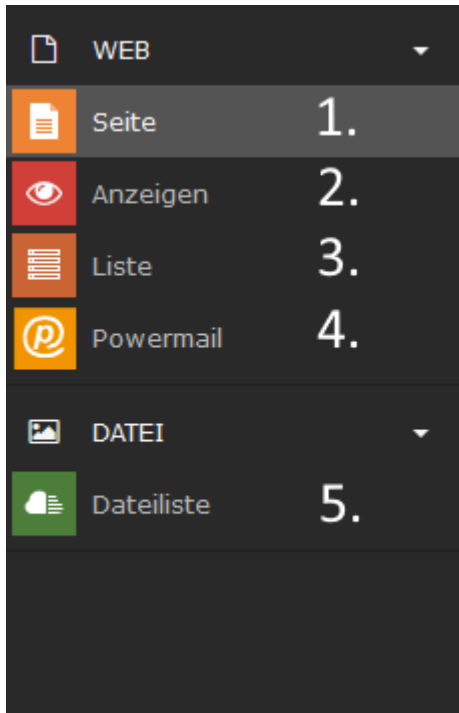 WEB
Seite 1.
Anzeigen 2.
Liste 3.
Powermail 4.
DATEI
Dateiliste 5.